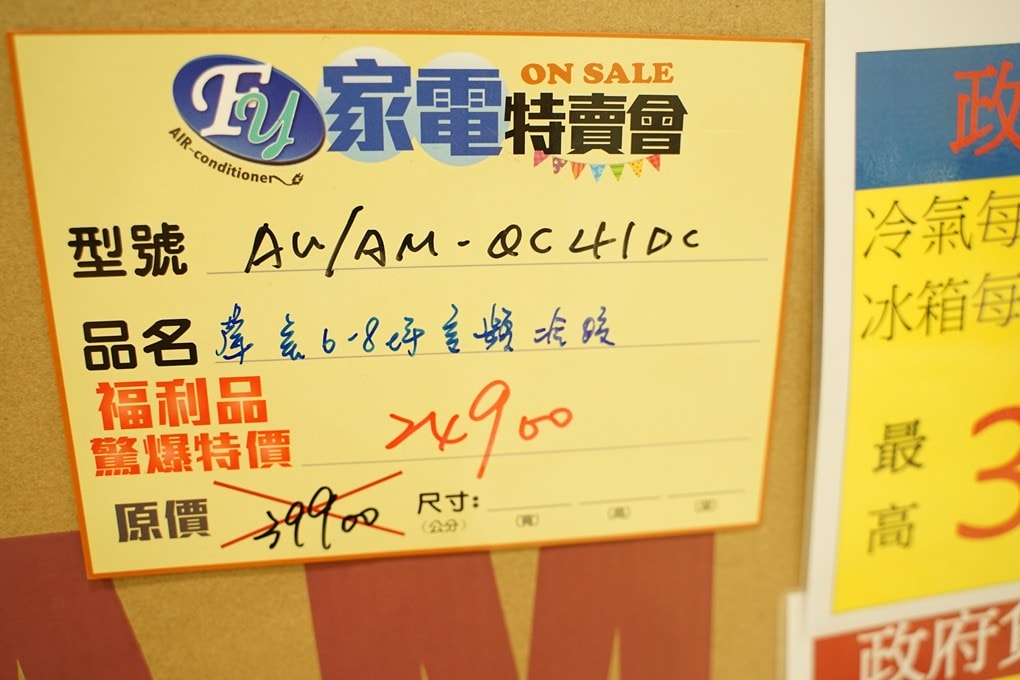 FY 家電特賣會 ON SALE
AIR-conditioner
型號 AU/AM-QC41DC
品名 華菱6-8坪變頻冷暖
福利品
驚爆特價 24900
原價 39900 尺寸:
(公分) (寬) (高) (深)
政
冷氣每
冰箱每
最高 3
政府